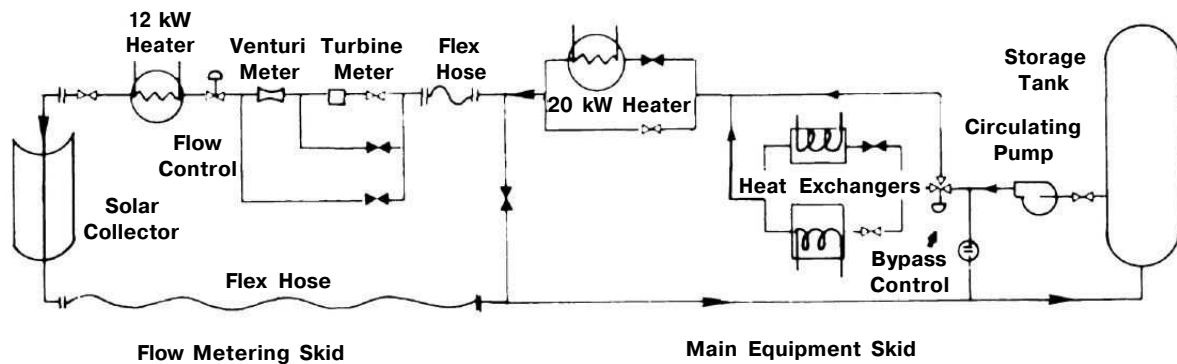 12 kW
Heater
Venturi
Meter
Turbine
Meter
Flex
Hose
20 kW Heater
Storage
Tank
Circulating
Pump
Flow
Control
Heat Exchangers
Solar
Collector
Bypass
Control
Flex Hose
Flow Metering Skid
Main Equipment Skid